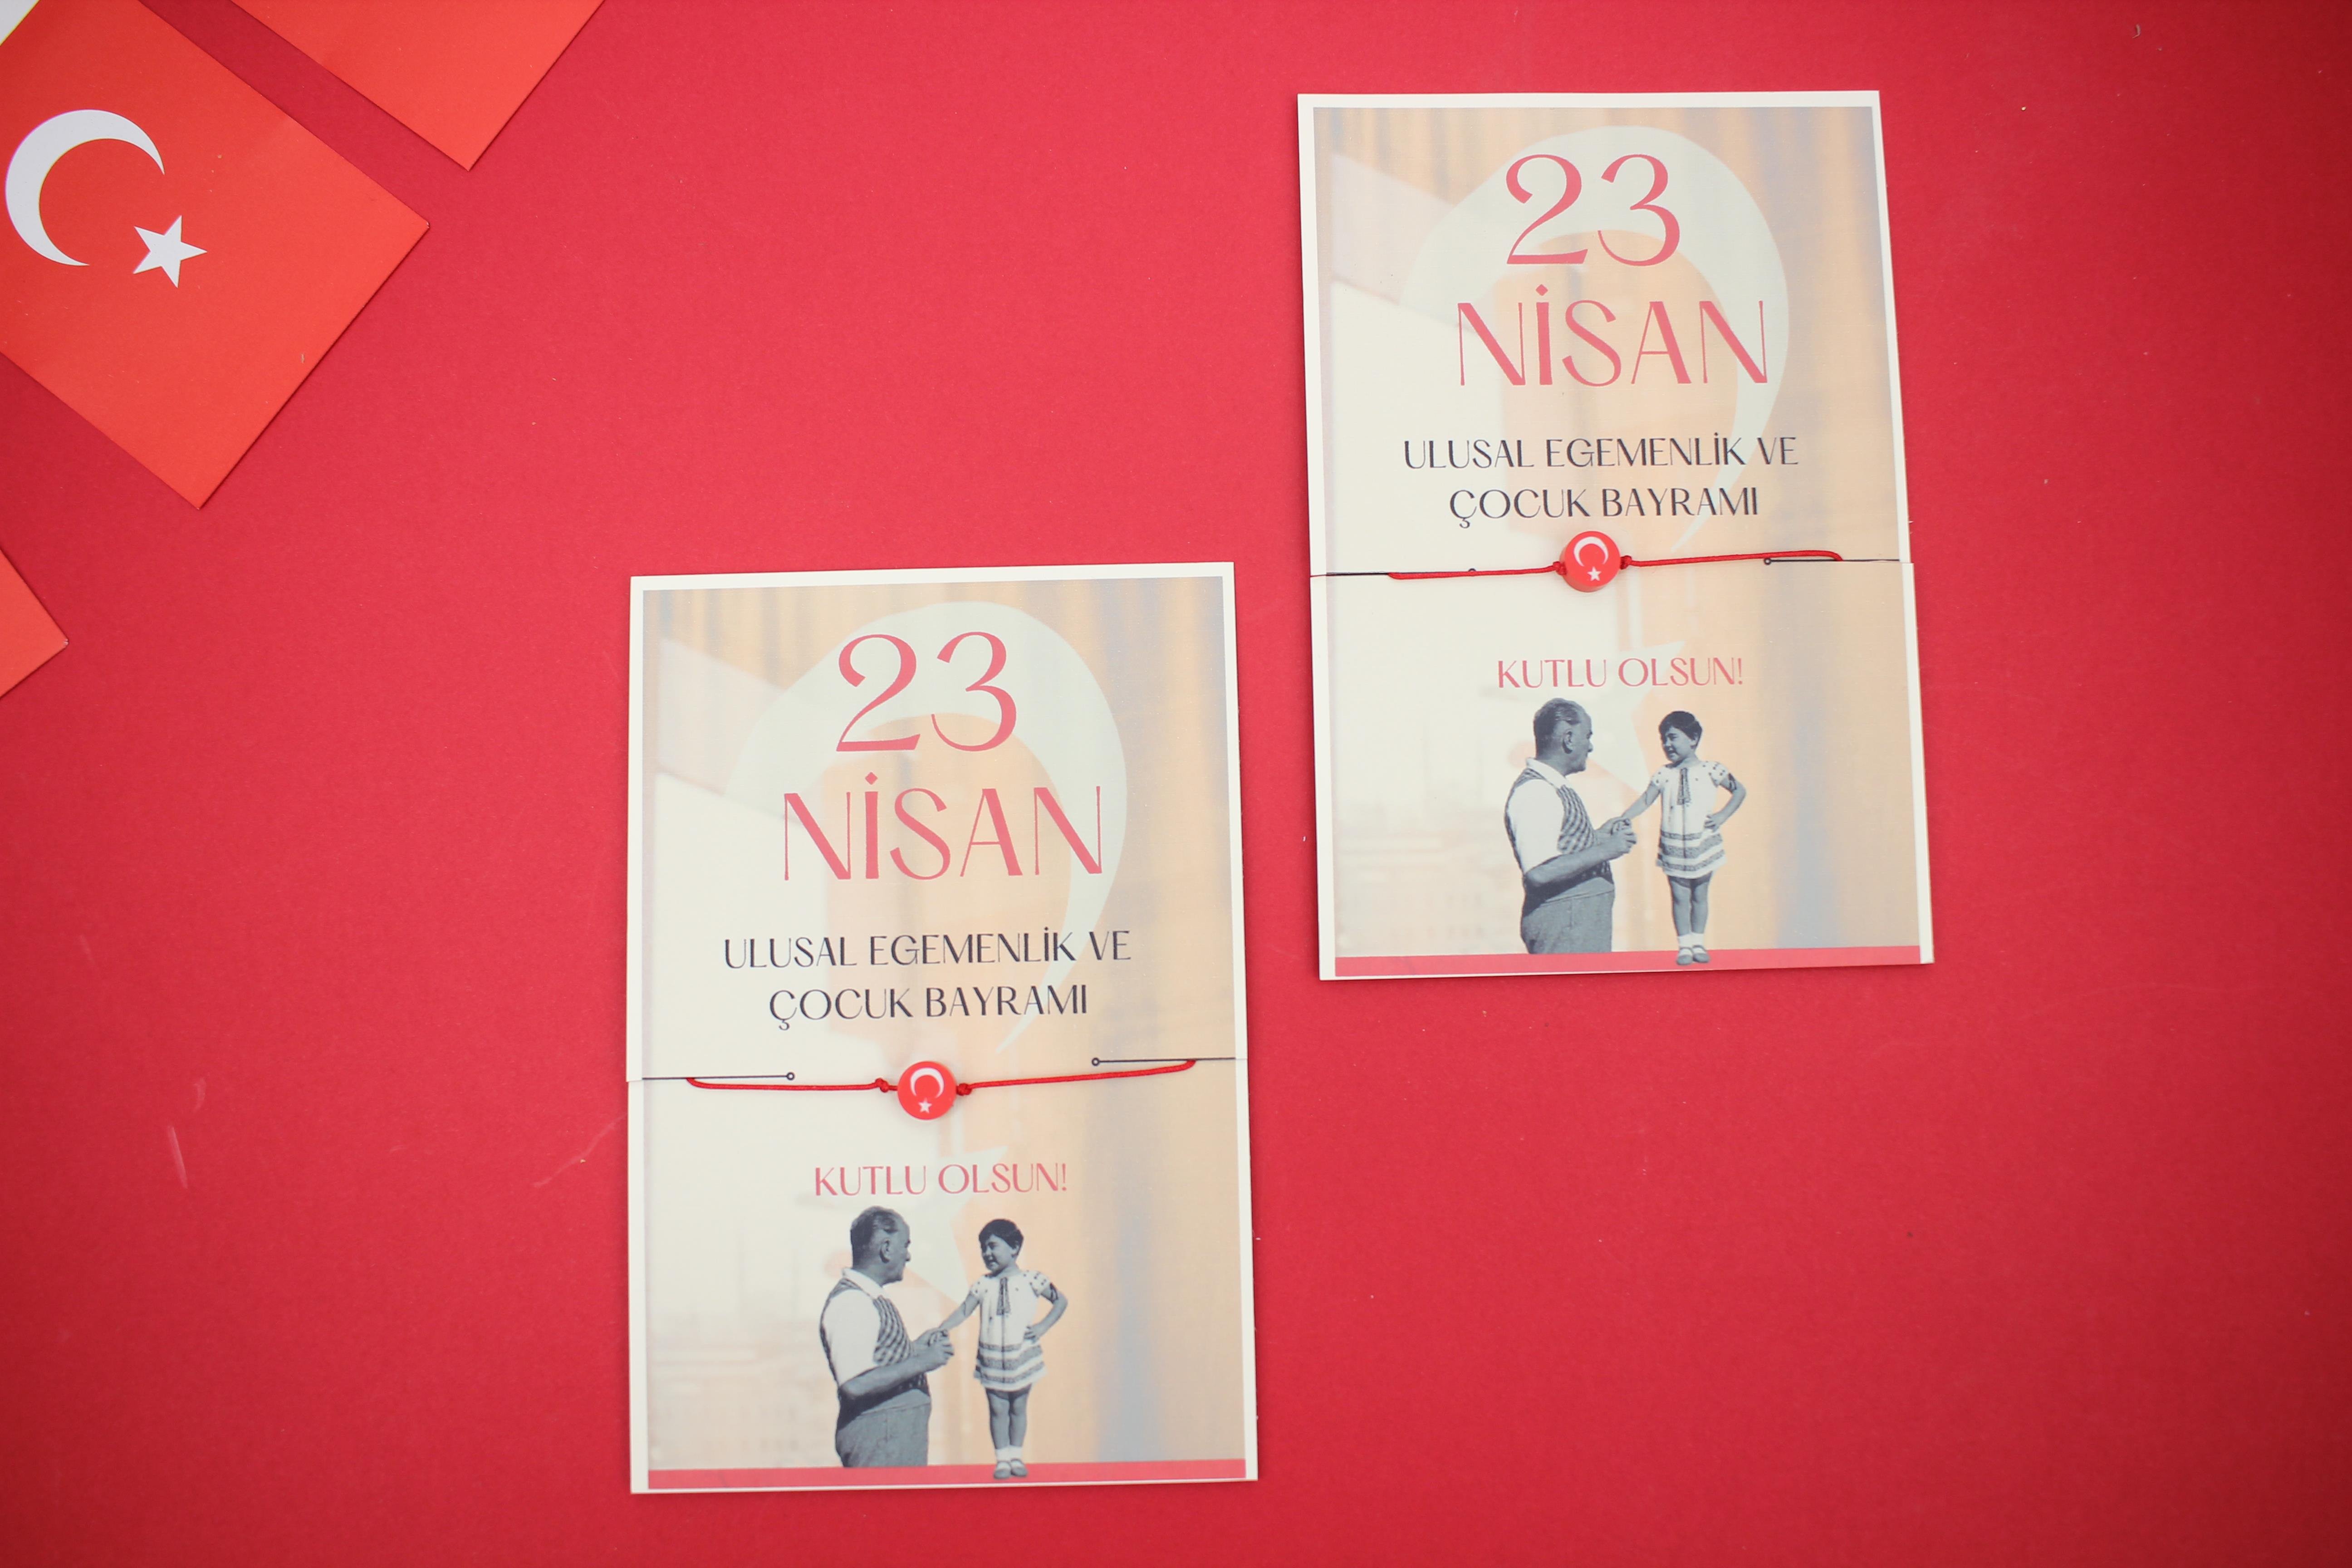 23
NİSAN
ULUSAL EGEMENLİK VE
ÇOCUK BAYRAMI
KUTLU OLSUN!
23
NİSAN
ULUSAL EGEMENLİK VE
ÇOCUK BAYRAMI
KUTLU OLSUN!